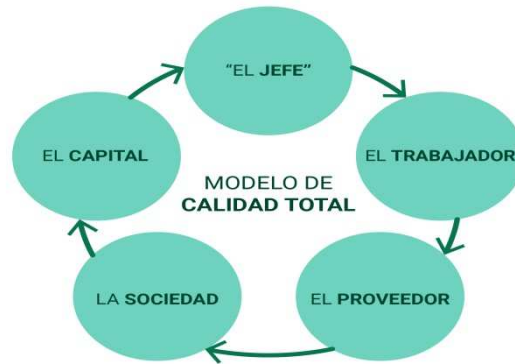 “EL JEFE”
EL TRABAJADOR
EL PROVEEDOR
LA SOCIEDAD
EL CAPITAL
MODELO DE
CALIDAD TOTAL